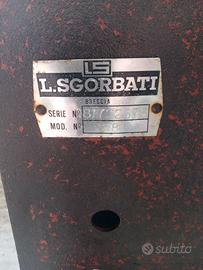 LS
L.SGORBATI
BRESCIA
SERIE N°
MOD. N°
subito